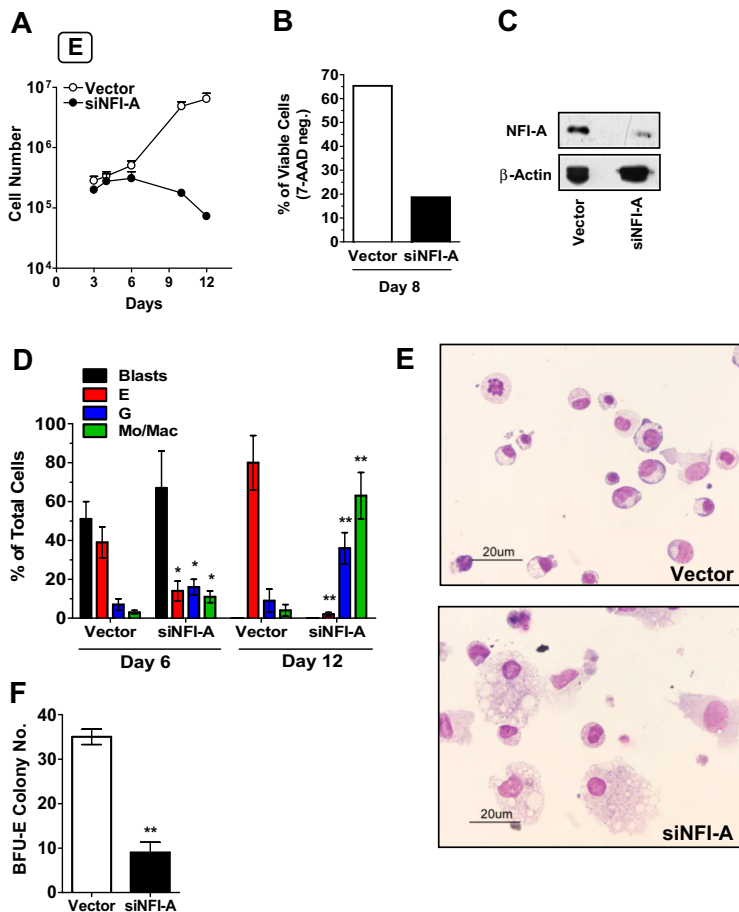 A
E
Vector
siNFI-A
10^7
10^6
10^5
10^4
Cell Number
0 3 6 9 12
Days
B
% of Viable Cells
(7-AAD neg.)
70
65
60
50
40
30
20
10
0
Vector siNFI-A
Day 8
C
NFI-A
β-Actin
Vector
siNFI-A
D
Blasts
E
G
Mo/Mac
% of Total Cells
100
80
60
40
20
10
0
* * *
** ** **
Vector siNFI-A Vector siNFI-A
Day 6 Day 12
E
20um
Vector
20um
siNFI-A
F
BFU-E Colony No.
40
30
20
10
0
**
Vector siNFI-A